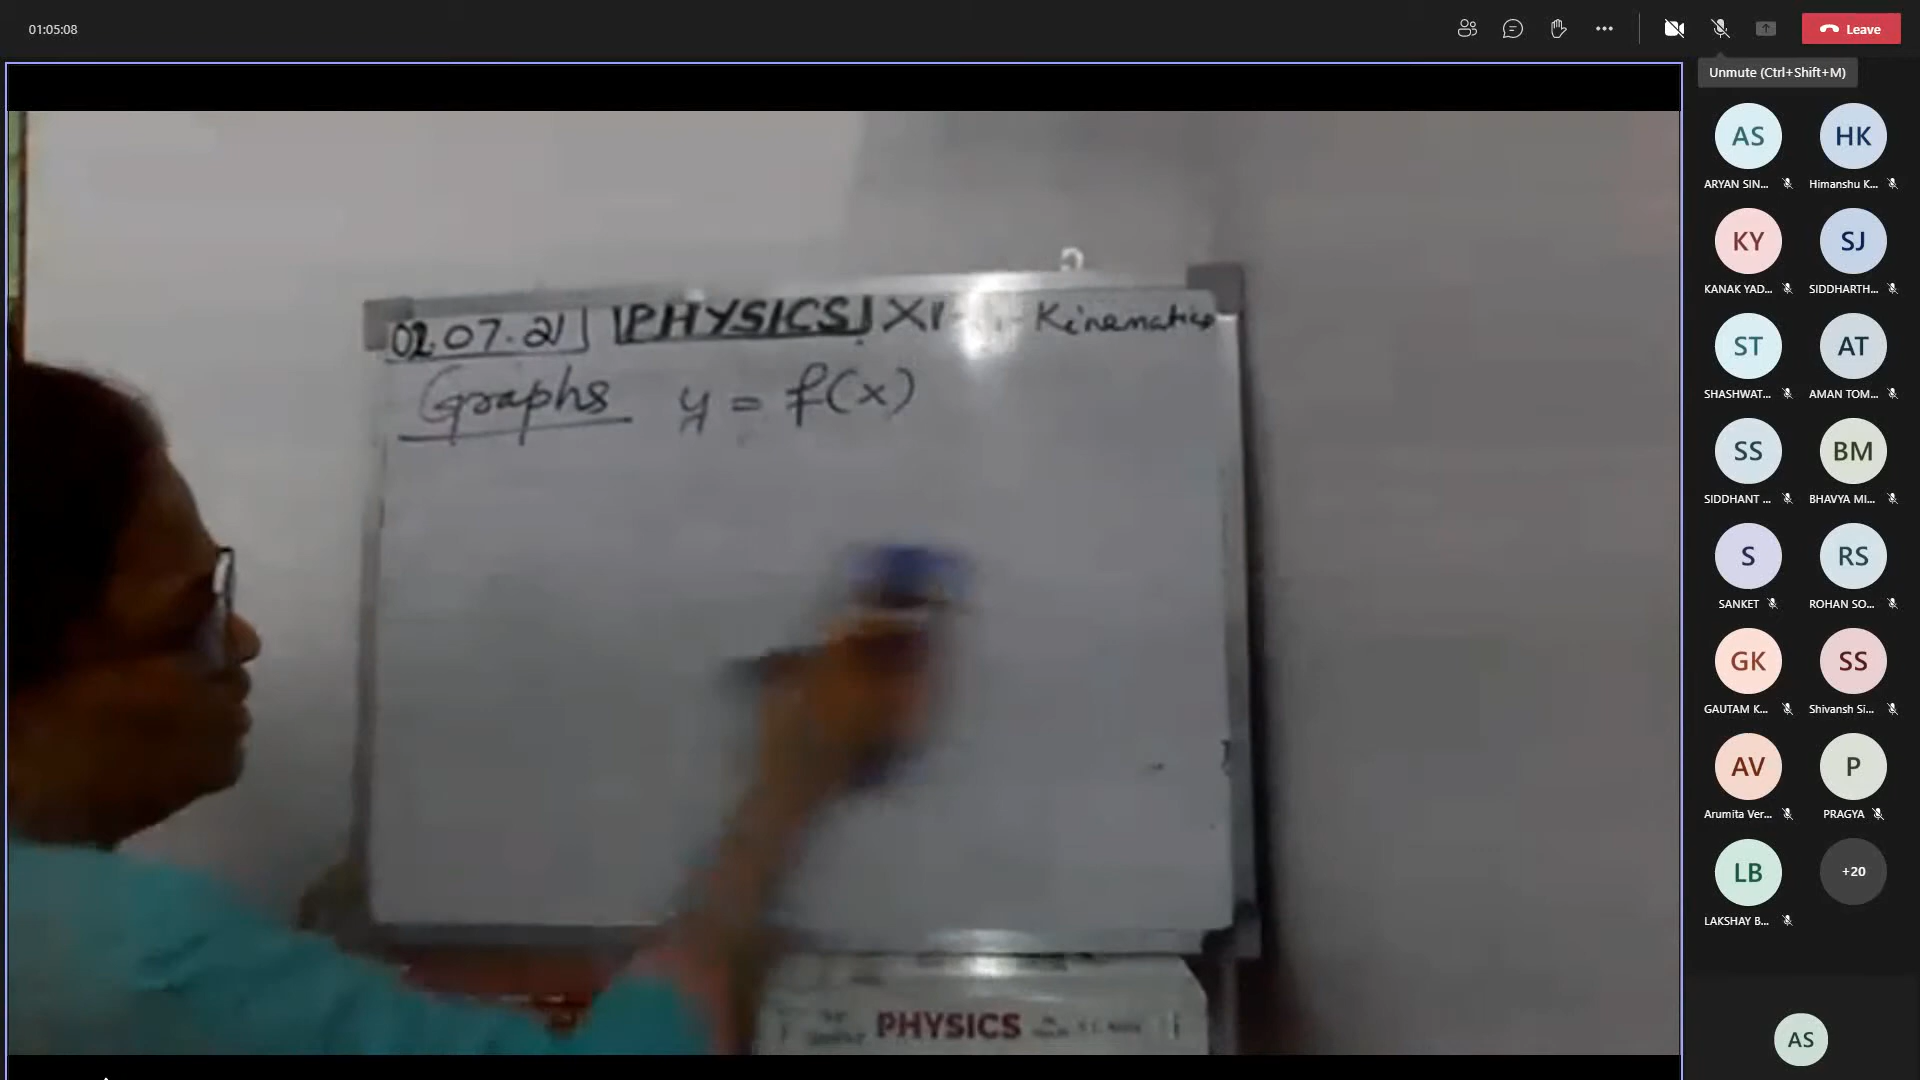 01:05:08
Leave
Unmute (Ctrl+Shift+M)
AS
HK
ARYAN SIN...
Himanshu K...
KY
SJ
KANAK YAD...
SIDDHARTH...
ST
AT
SHASHWAT...
AMAN TOM...
SS
BM
SIDDHANT ...
BHAVYA MI...
S
RS
SANKET
ROHAN SO...
GK
SS
GAUTAM K...
Shivansh Si...
AV
P
Arumita Ver...
PRAGYA
LB
+20
LAKSHAY B...
AS
02.07.21 PHYSICS XI - Kinematics
Graphs y = f(x)
PHYSICS